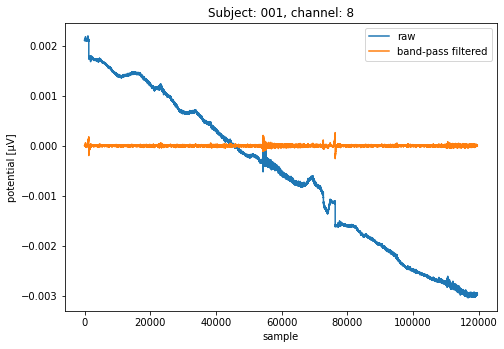 Subject: 001, channel: 8
raw
band-pass filtered
potential [µV]
0.002
0.001
0.000
−0.001
−0.002
−0.003
0 20000 40000 60000 80000 100000 120000
sample